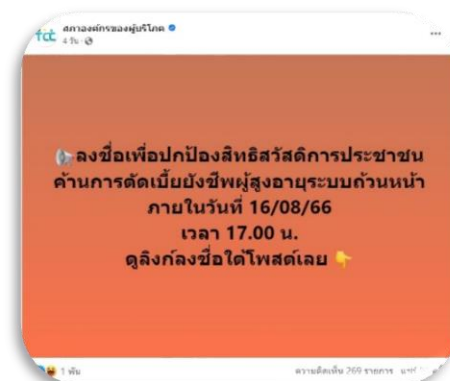 fcc
สภาองค์กรของผู้บริโภค
4 วัน
📢 ลงชื่อเพื่อปกป้องสิทธิสวัสดิการประชาชน
ค้านการตัดเบี้ยยังชีพผู้สูงอายุระบบถ้วนหน้า
ภายในวันที่ 16/08/66
เวลา 17.00 น.
ดูลิงก์ลงชื่อใต้โพสต์เลย 👇
1 พัน
ความคิดเห็น 269 รายการ